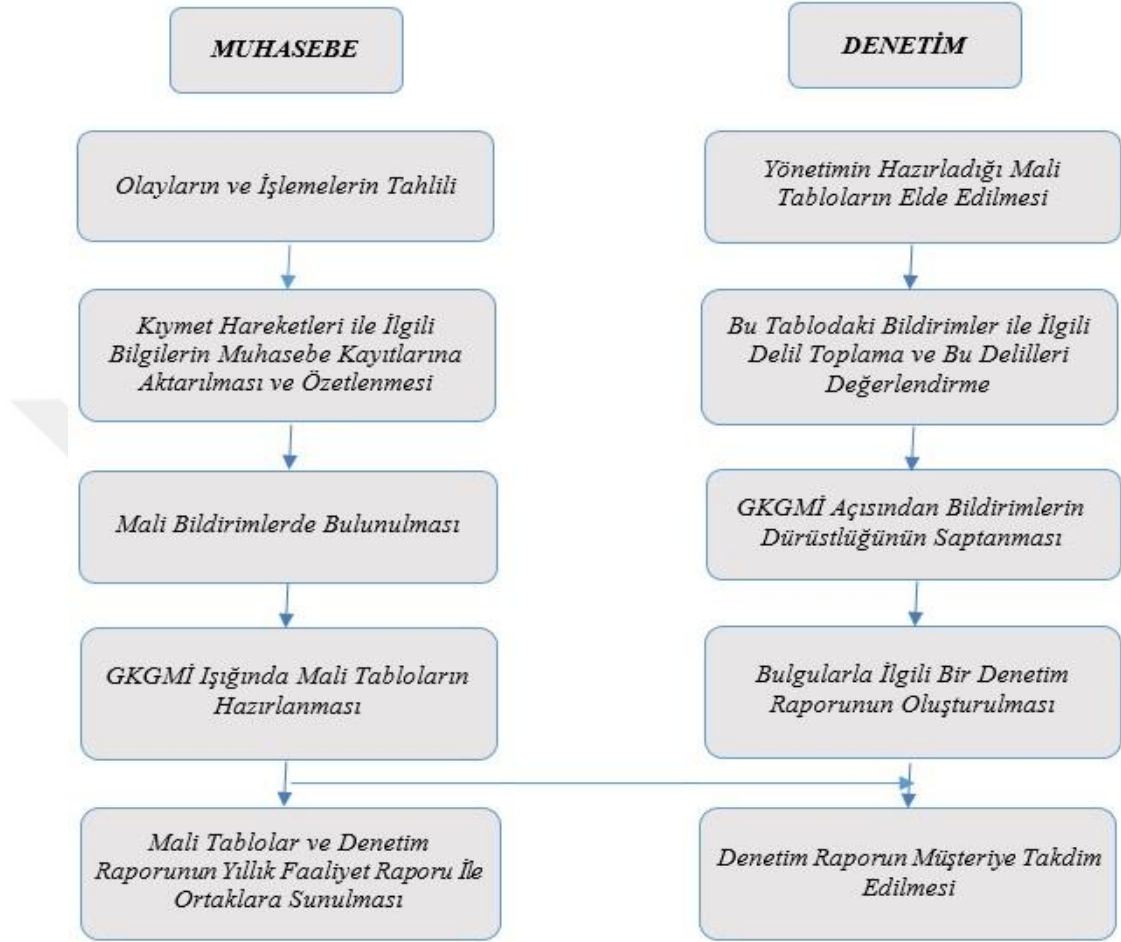 MUHASEBE
Olayların ve İşlemelerin Tahlili
Kıymet Hareketleri ile İlgili
Bilgilerin Muhasebe Kayıtlarına
Aktarılması ve Özetlenmesi
Mali Bildirimlerde Bulunulması
GKGMİ Işığında Mali Tabloların
Hazırlanması
Mali Tablolar ve Denetim
Raporunun Yıllık Faaliyet Raporu İle
Ortaklara Sunulması
DENETİM
Yönetimin Hazırladığı Mali
Tabloların Elde Edilmesi
Bu Tablodaki Bildirimler ile İlgili
Delil Toplama ve Bu Delilleri
Değerlendirme
GKGMİ Açısından Bildirimlerin
Dürüstlüğünün Saptanması
Bulgularla İlgili Bir Denetim
Raporunun Oluşturulması
Denetim Raporun Müşteriye Takdim
Edilmesi